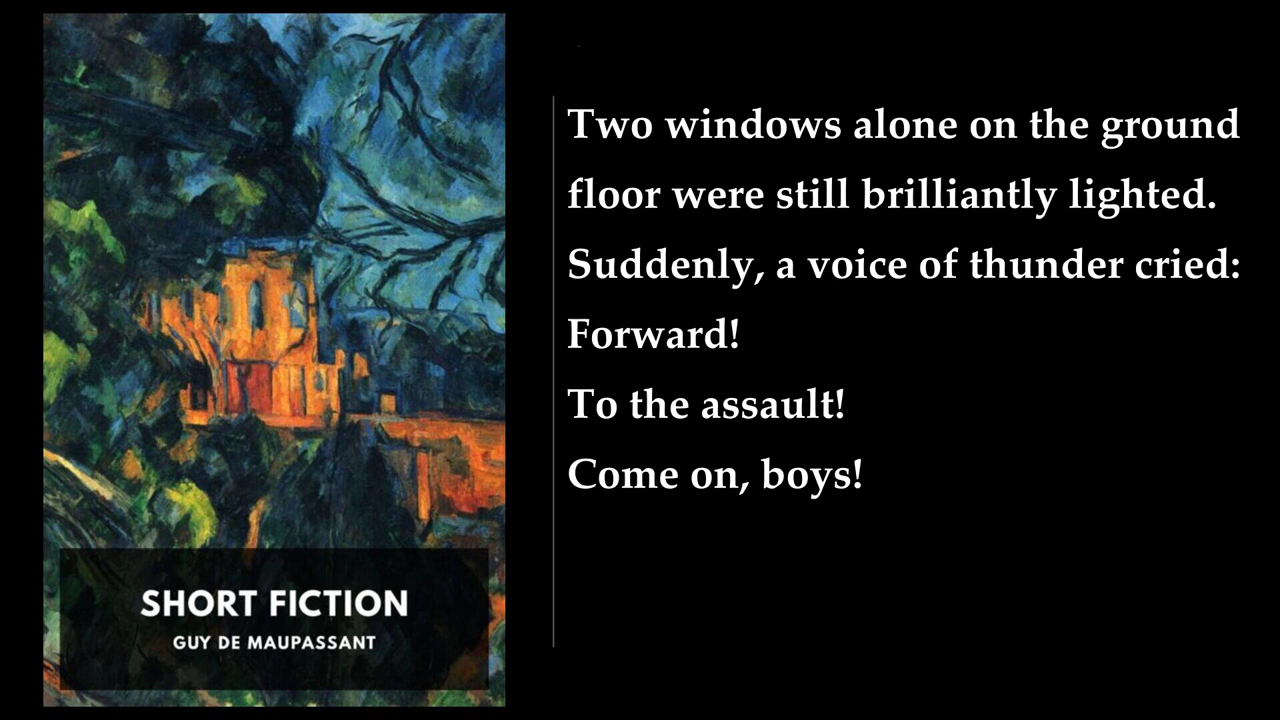 Two windows alone on the ground
floor were still brilliantly lighted.
Suddenly, a voice of thunder cried:
Forward!
To the assault!
Come on, boys!
SHORT FICTION
GUY DE MAUPASSANT